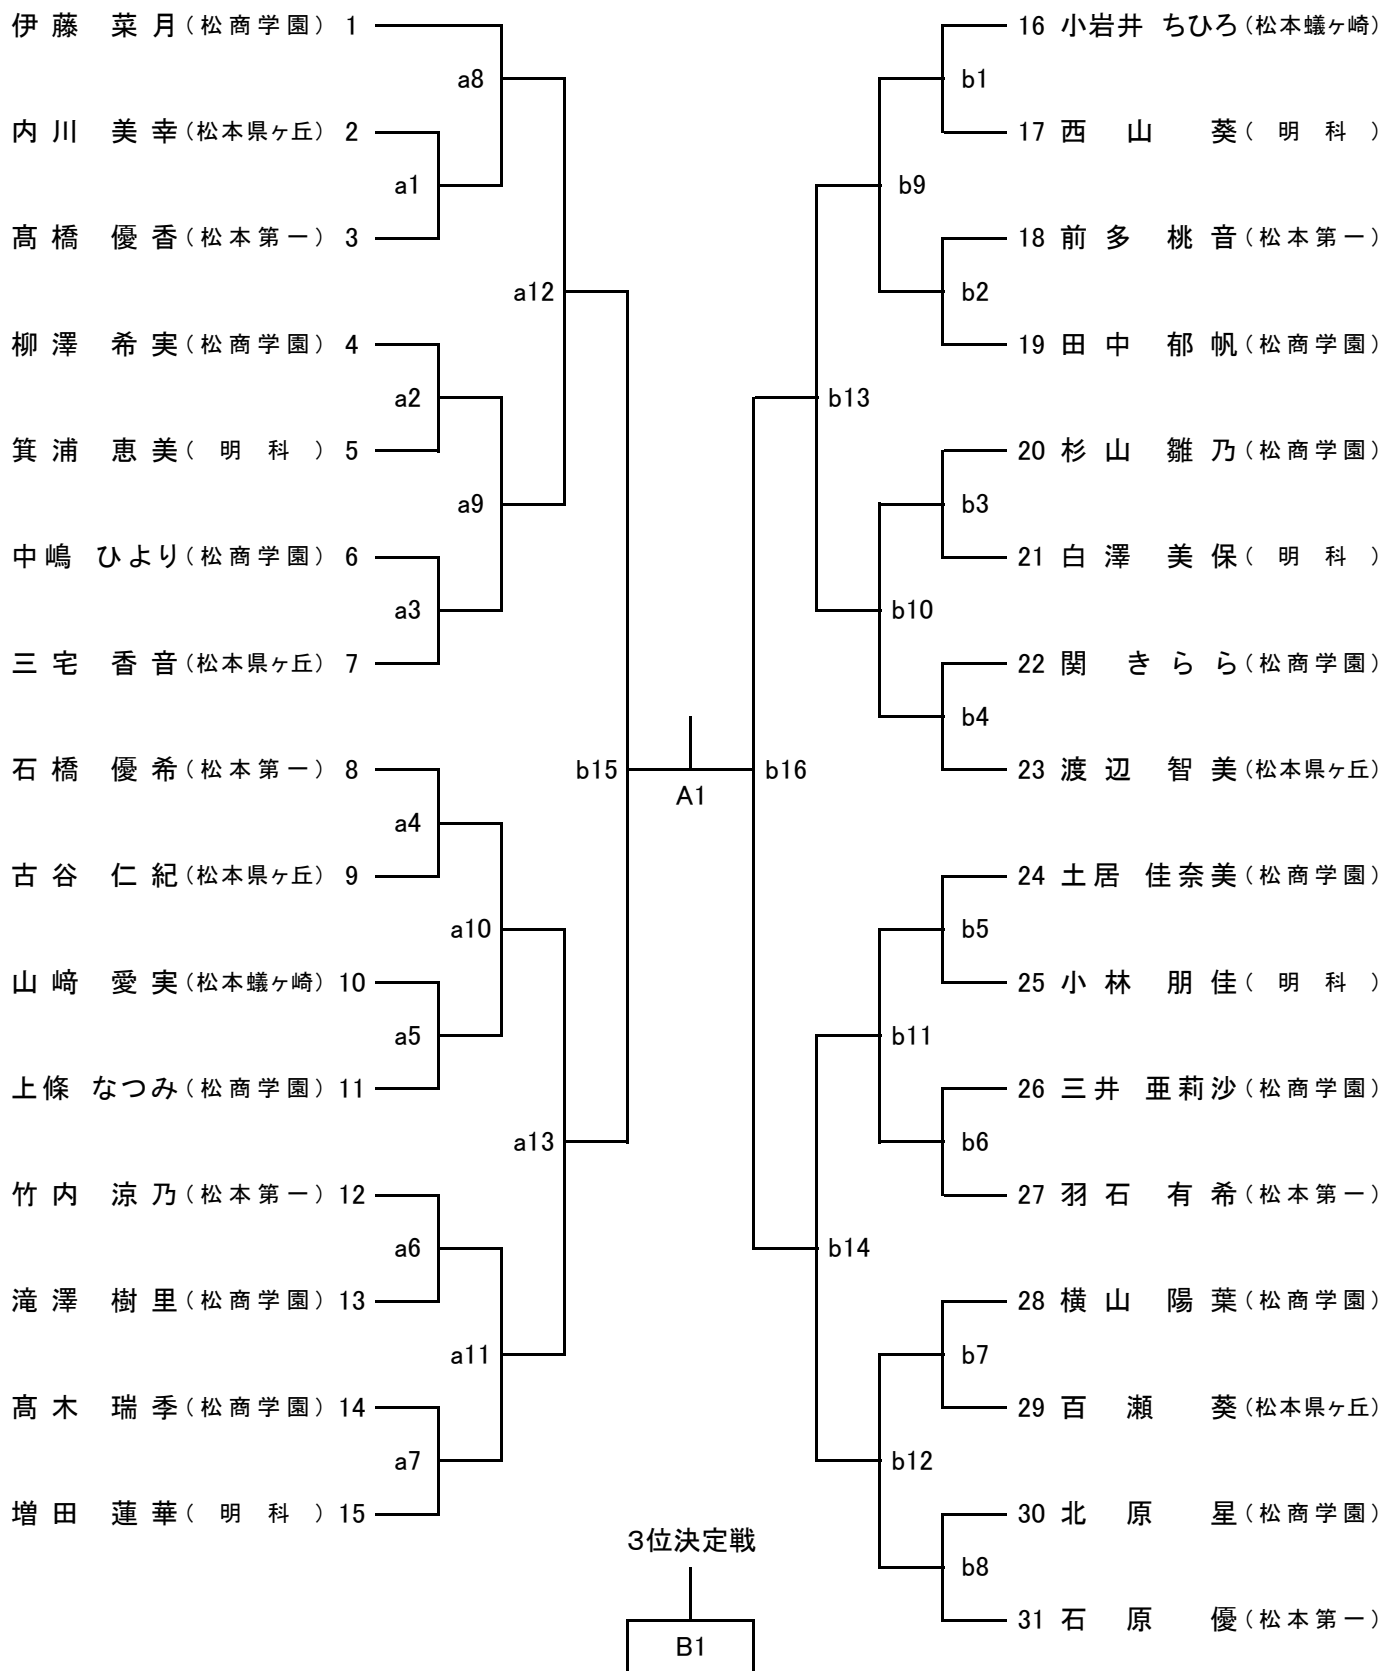 伊藤 菜月(松商学園) 1
a8
内川 美幸(松本県ヶ丘) 2
a1
髙橋 優香(松本第一) 3
a12
柳澤 希実(松商学園) 4
a2
箕浦 恵美(明科) 5
a9
中嶋 ひより(松商学園) 6
a3
三宅 香音(松本県ヶ丘) 7
石橋 優希(松本第一) 8
a4
古谷 仁紀(松本県ヶ丘) 9
a10
山﨑 愛実(松本蟻ヶ崎) 10
a5
上條 なつみ(松商学園) 11
a13
竹内 涼乃(松本第一) 12
a6
滝澤 樹里(松商学園) 13
a11
髙木 瑞季(松商学園) 14
a7
増田 蓮華(明科) 15
b15
A1
b16
16 小岩井 ちひろ(松本蟻ヶ崎)
b1
17 西山 葵(明科)
b9
18 前多 桃音(松本第一)
b2
19 田中 郁帆(松商学園)
b13
20 杉山 雛乃(松商学園)
b3
21 白澤 美保(明科)
b10
22 関 きらら(松商学園)
b4
23 渡辺 智美(松本県ヶ丘)
24 土居 佳奈美(松商学園)
b5
25 小林 朋佳(明科)
b11
26 三井 亜莉沙(松商学園)
b6
27 羽石 有希(松本第一)
b14
28 横山 陽葉(松商学園)
b7
29 百瀬 葵(松本県ヶ丘)
b12
30 北原 星(松商学園)
b8
31 石原 優(松本第一)
3位決定戦
B1